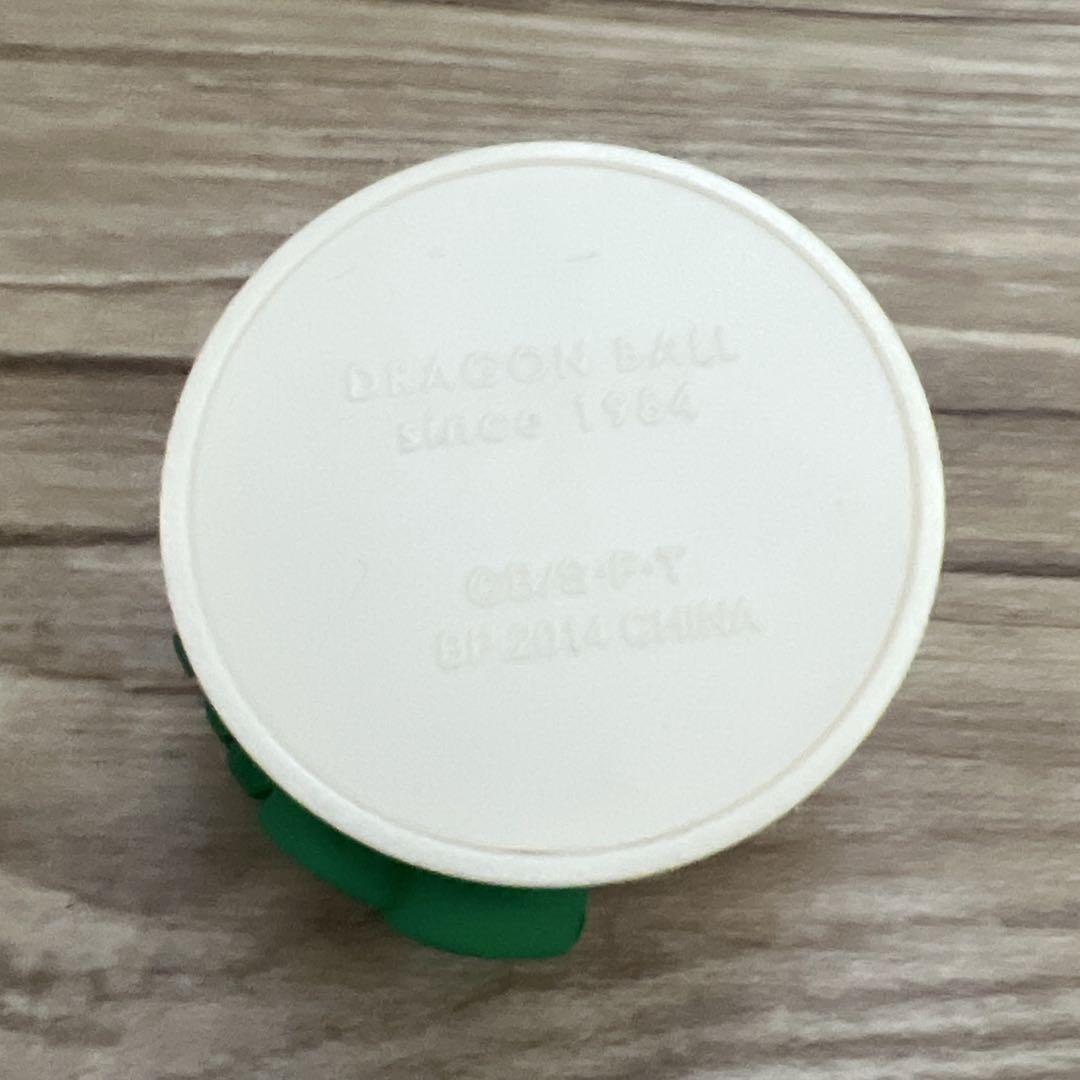 DRAGON BALL
since 1984
©B/S・F・T
BP 2014 CHINA